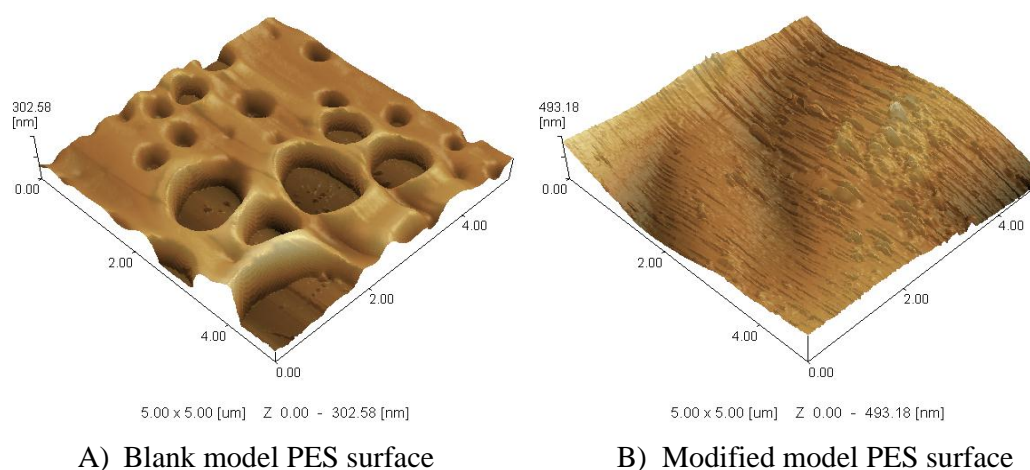 302.58
[nm]
0.00
2.00
4.00
0.00
2.00
4.00
5.00 x 5.00 [um] Z 0.00 - 302.58 [nm]
A) Blank model PES surface
493.18
[nm]
0.00
2.00
4.00
0.00
2.00
4.00
5.00 x 5.00 [um] Z 0.00 - 493.18 [nm]
B) Modified model PES surface